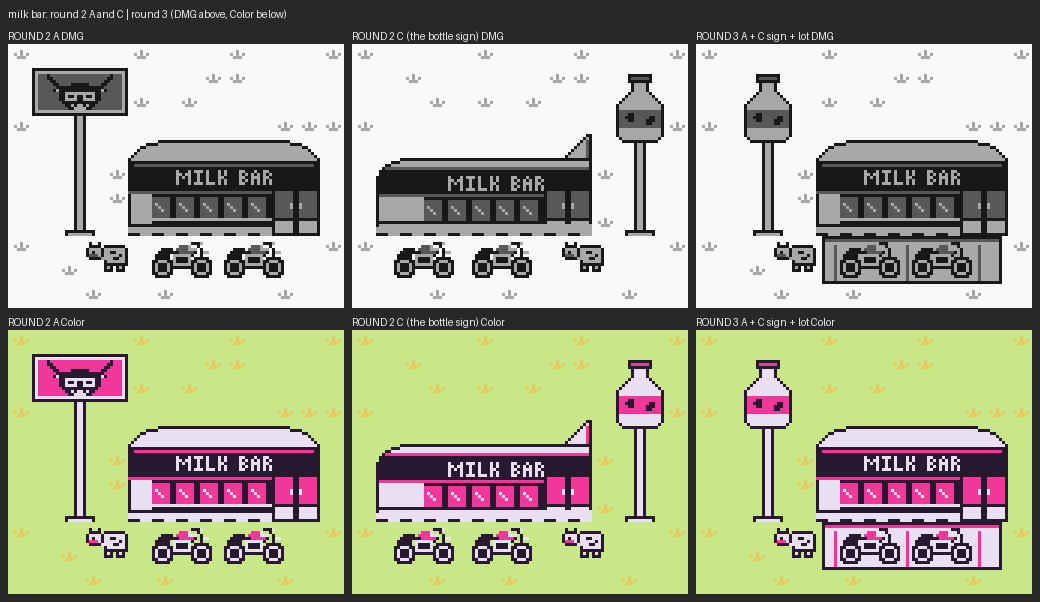 milk bar: round 2 A and C | round 3 (DMG above, Color below)
ROUND 2 A DMG
ROUND 2 C (the bottle sign) DMG
ROUND 3 A + C sign + lot DMG
MILK BAR
MILK BAR
MILK BAR
ROUND 2 A Color
ROUND 2 C (the bottle sign) Color
ROUND 3 A + C sign + lot Color
MILK BAR
MILK BAR
MILK BAR